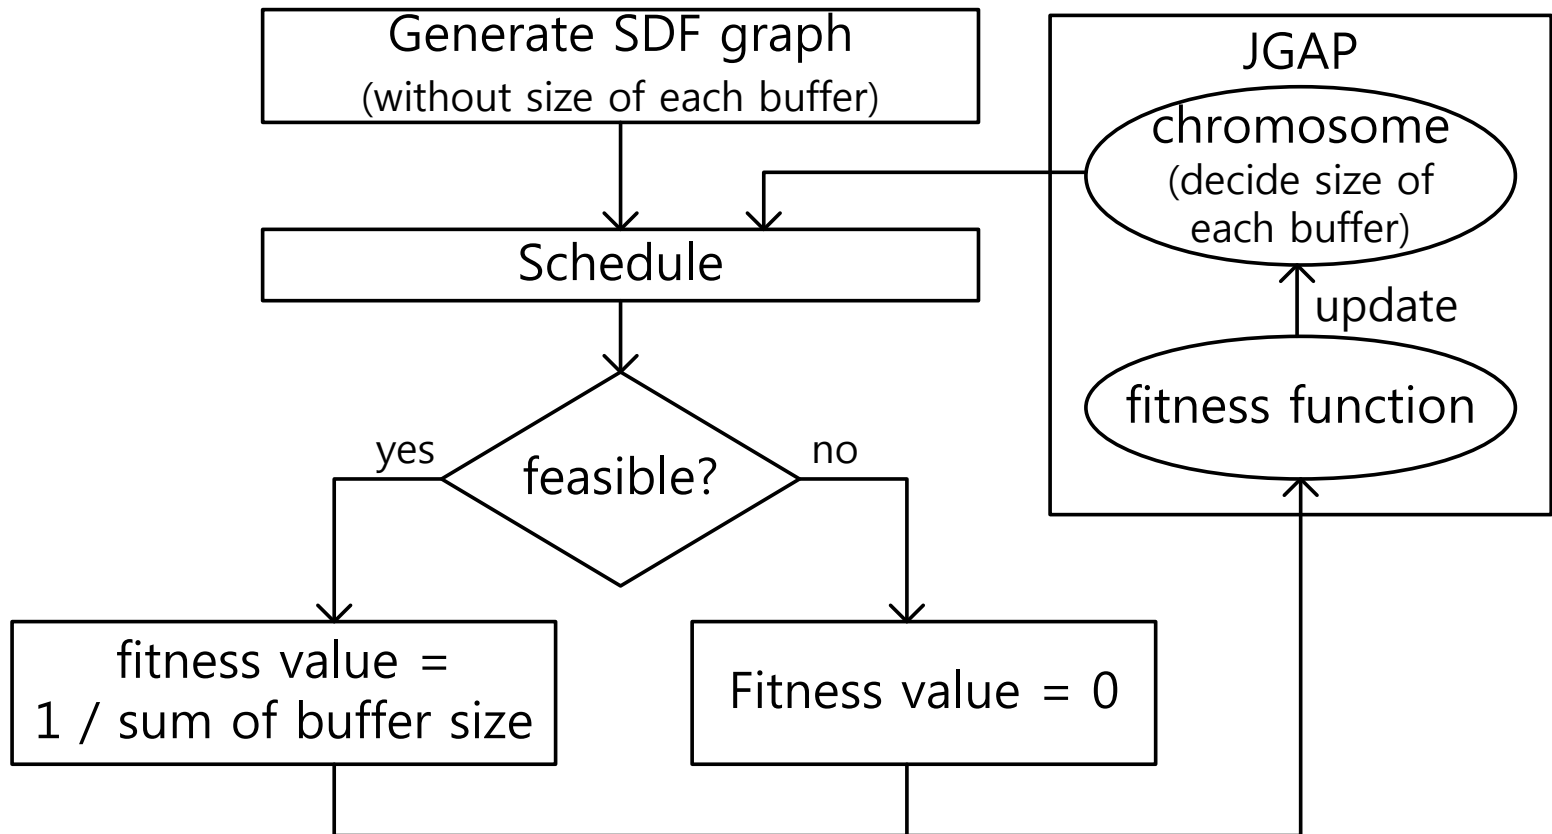 Generate SDF graph
(without size of each buffer)
JGAP
chromosome
(decide size of
each buffer)
Schedule
update
fitness function
yes
feasible?
no
fitness value =
1 / sum of buffer size
Fitness value = 0